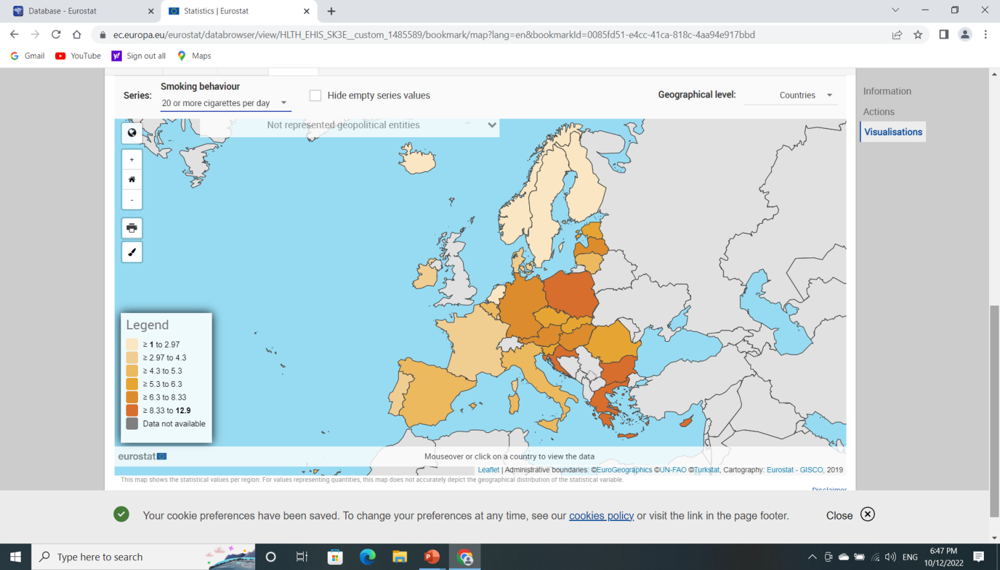 Database - Eurostat
Statistics | Eurostat
ec.europa.eu/eurostat/databrowser/view/HLTH_EHIS_SK3E__custom_1485589/bookmark/map?lang=en&bookmarkId=0085fd51-e4cc-41ca-818c-4aa94e917bbd
Gmail YouTube Sign out all Maps
Series:
Smoking behaviour
20 or more cigarettes per day
Hide empty series values
Geographical level:
Countries
Information
Actions
Visualisations
Not represented geopolitical entities
+
-
Legend
≥ 1 to 2.97
≥ 2.97 to 4.3
≥ 4.3 to 5.3
≥ 5.3 to 6.3
≥ 6.3 to 8.33
≥ 8.33 to 12.9
Data not available
eurostat
Mouseover or click on a country to view the data
Leaflet | Administrative boundaries: ©EuroGeographics ©UN-FAO ©Turkstat, Cartography: Eurostat - GISCO, 2019
This map shows the statistical values per region: For values representing quantities, this map does not accurately depict the geographical distribution of the statistical variable.
Disclaimer
Your cookie preferences have been saved. To change your preferences at any time, see our cookies policy or visit the link in the page footer.
Close
Type here to search
ENG
6:47 PM
10/12/2022